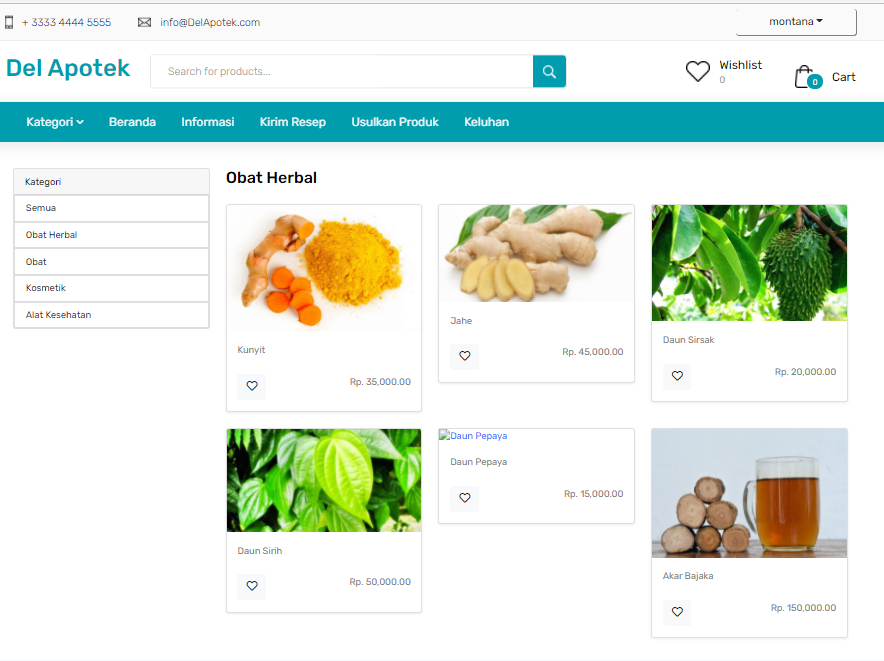 + 3333 4444 5555 info@DelApotek.com montana
Del Apotek
Search for products...
Wishlist
0
0 Cart
Kategori Beranda Informasi Kirim Resep Usulkan Produk Keluhan
Kategori
Semua
Obat Herbal
Obat
Kosmetik
Alat Kesehatan
Obat Herbal
Kunyit
Rp. 35,000.00
Jahe
Rp. 45,000.00
Daun Sirsak
Rp. 20,000.00
Daun Sirih
Rp. 50,000.00
Daun Pepaya
Daun Pepaya
Rp. 15,000.00
Akar Bajaka
Rp. 150,000.00